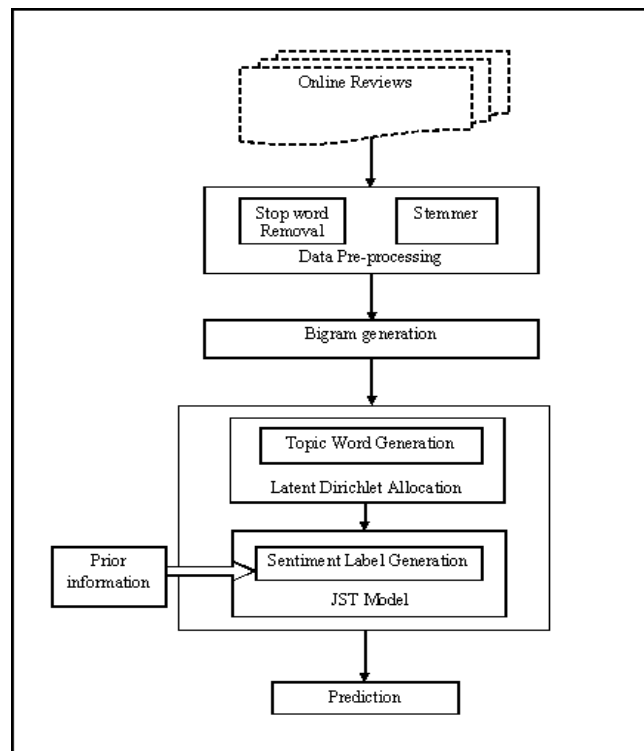 Online Reviews
Stop word
Removal
Stemmer
Data Pre-processing
Bigram generation
Topic Word Generation
Latent Dirichlet Allocation
Prior
information
Sentiment Label Generation
JST Model
Prediction